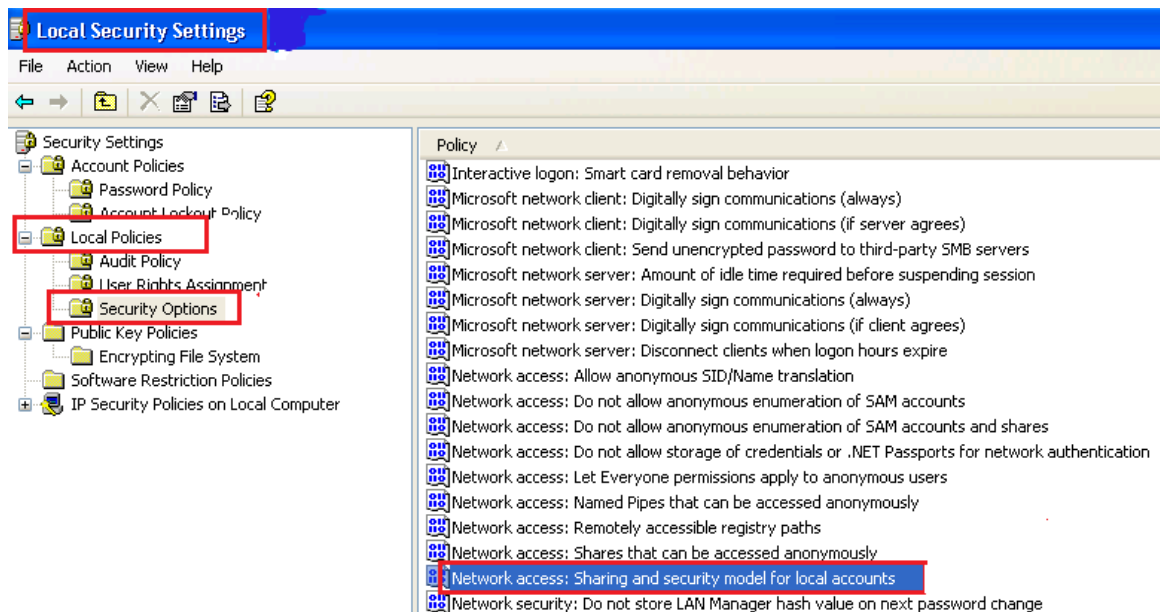 Local Security Settings
File Action View Help
Security Settings
Account Policies
Password Policy
Account Lockout Policy
Local Policies
Audit Policy
User Rights Assignment
Security Options
Public Key Policies
Encrypting File System
Software Restriction Policies
IP Security Policies on Local Computer
Policy
Interactive logon: Smart card removal behavior
Microsoft network client: Digitally sign communications (always)
Microsoft network client: Digitally sign communications (if server agrees)
Microsoft network client: Send unencrypted password to third-party SMB servers
Microsoft network server: Amount of idle time required before suspending session
Microsoft network server: Digitally sign communications (always)
Microsoft network server: Digitally sign communications (if client agrees)
Microsoft network server: Disconnect clients when logon hours expire
Network access: Allow anonymous SID/Name translation
Network access: Do not allow anonymous enumeration of SAM accounts
Network access: Do not allow anonymous enumeration of SAM accounts and shares
Network access: Do not allow storage of credentials or .NET Passports for network authentication
Network access: Let Everyone permissions apply to anonymous users
Network access: Named Pipes that can be accessed anonymously
Network access: Remotely accessible registry paths
Network access: Shares that can be accessed anonymously
Network access: Sharing and security model for local accounts
Network security: Do not store LAN Manager hash value on next password change